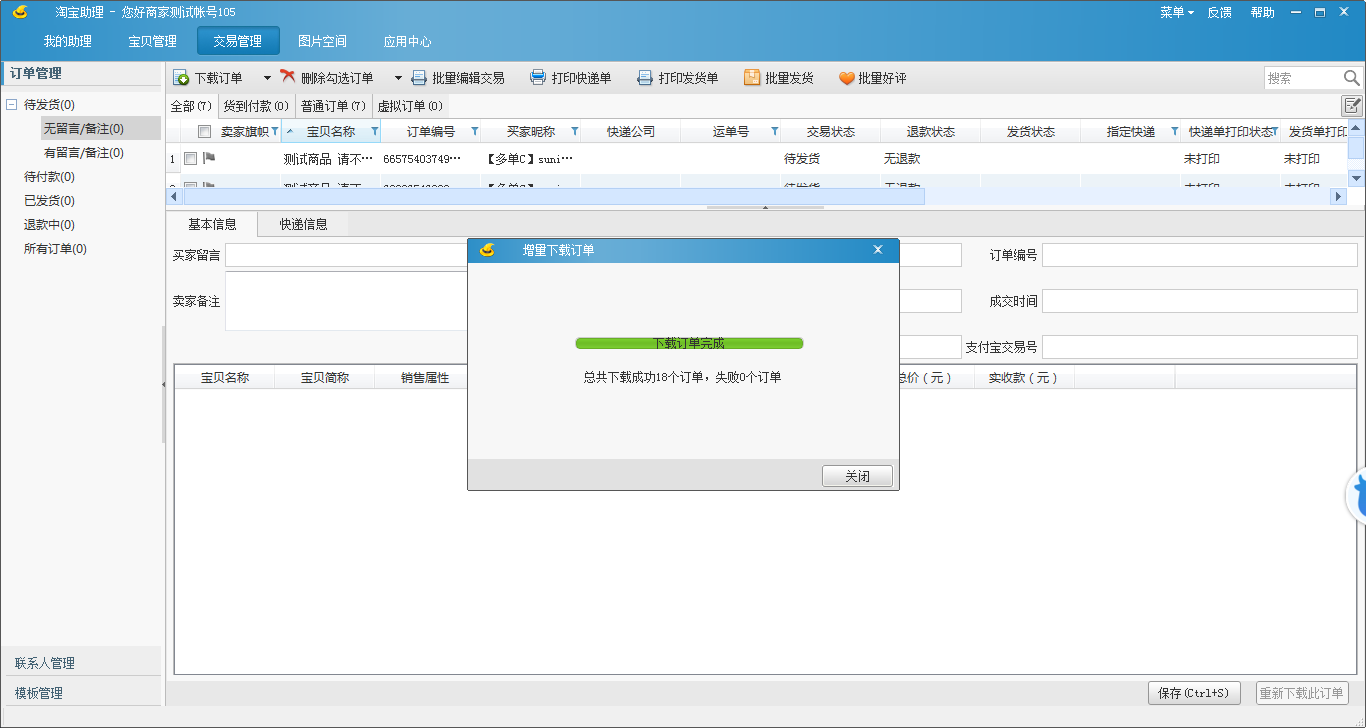 淘宝助理 - 您好商家测试帐号105
菜单 反馈 帮助
我的助理 宝贝管理 交易管理 图片空间 应用中心
订单管理
下载订单 删除勾选订单 批量编辑交易 打印快递单 打印发货单 批量发货 批量好评 搜索
待发货(0)
无留言/备注(0)
有留言/备注(0)
待付款(0)
已发货(0)
退款中(0)
所有订单(0)
全部(7) 货到付款(0) 普通订单(7) 虚拟订单(0)
卖家旗帜 宝贝名称 订单编号 买家昵称 快递公司 运单号 交易状态 退款状态 发货状态 指定快递 快递单打印状态 发货单打印
1 测试商品 请不… 66575403749… 【多单C】suni… 待发货 无退款 未打印 未打印
基本信息 快递信息
买家留言 订单编号
卖家备注 成交时间
支付宝交易号
宝贝名称 宝贝简称 销售属性 总价(元) 实收款(元)
增量下载订单
下载订单完成
总共下载成功18个订单，失败0个订单
关闭
联系人管理
模板管理
保存(Ctrl+S) 重新下载此订单